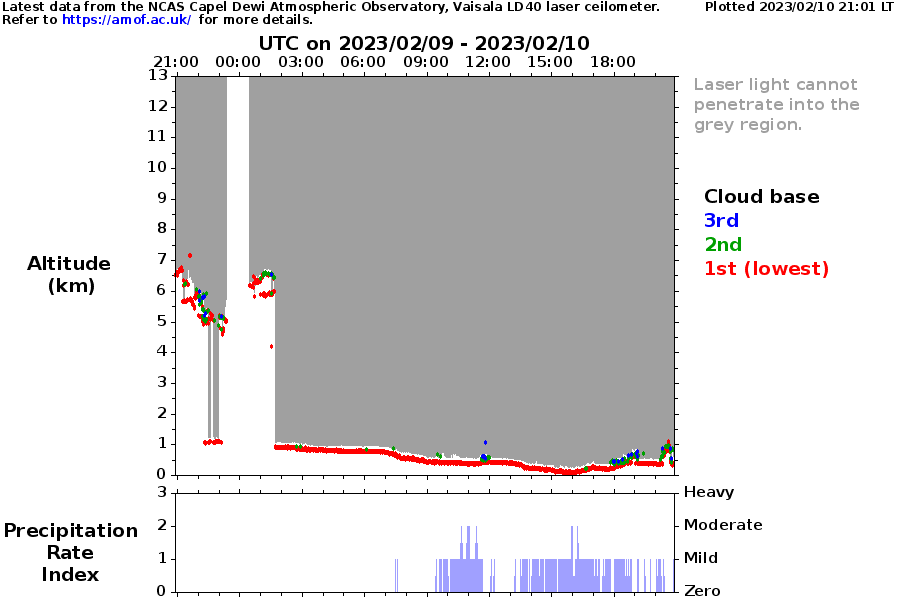 Latest data from the NCAS Capel Dewi Atmospheric Observatory, Vaisala LD40 laser ceilometer.
Plotted 2023/02/10 21:01 LT
Refer to https://amof.ac.uk/ for more details.
UTC on 2023/02/09 - 2023/02/10
21:00 00:00 03:00 06:00 09:00 12:00 15:00 18:00
13
12
11
10
9
8
7
6
5
4
3
2
1
0
Altitude
(km)
Laser light cannot
penetrate into the
grey region.
Cloud base
3rd
2nd
1st (lowest)
3
2
1
0
Precipitation
Rate
Index
Heavy
Moderate
Mild
Zero